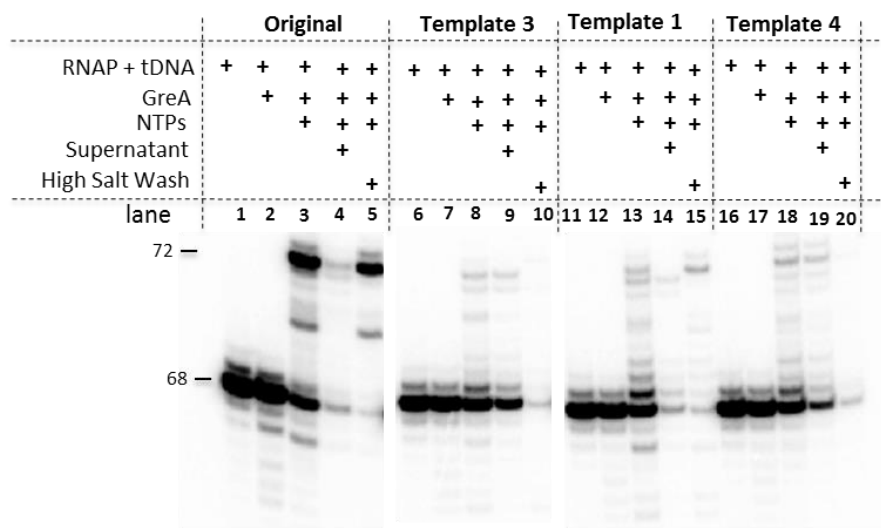 Original Template 3 Template 1 Template 4
RNAP + tDNA + + + + + + + + + + + + + + + + + + + +
GreA + + + + + + + + + + + + + + + +
NTPs + + + + + + + + + + + +
Supernatant + + + +
High Salt Wash + + + +
lane 1 2 3 4 5 6 7 8 9 10 11 12 13 14 15 16 17 18 19 20
72
68